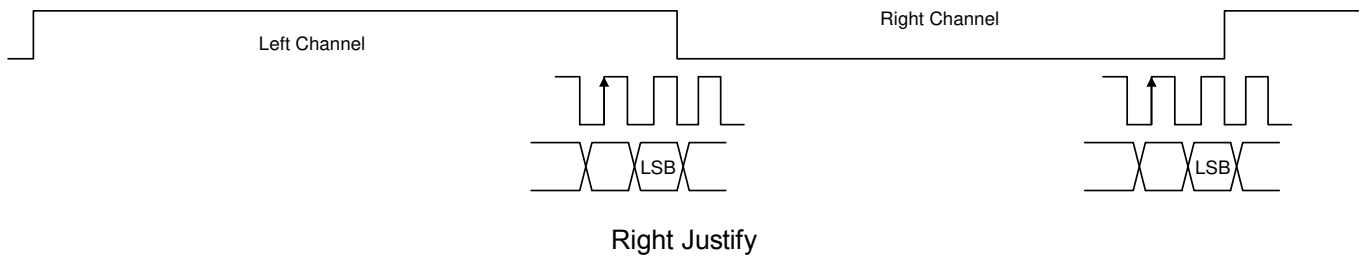 Right Channel
Left Channel
LSB
LSB
Right Justify